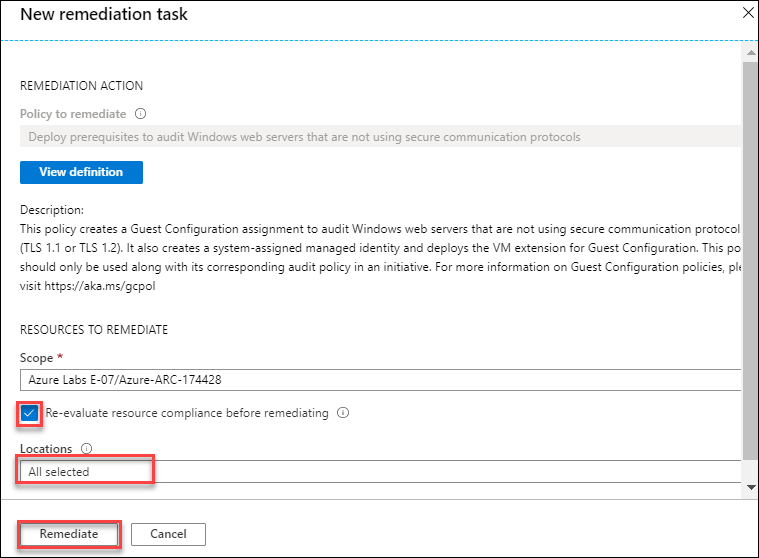 New remediation task
REMEDIATION ACTION
Policy to remediate
Deploy prerequisites to audit Windows web servers that are not using secure communication protocols
View definition
Description:
This policy creates a Guest Configuration assignment to audit Windows web servers that are not using secure communication protocol
(TLS 1.1 or TLS 1.2). It also creates a system-assigned managed identity and deploys the VM extension for Guest Configuration. This po
should only be used along with its corresponding audit policy in an initiative. For more information on Guest Configuration policies, ple
visit https://aka.ms/gcpol
RESOURCES TO REMEDIATE
Scope *
Azure Labs E-07/Azure-ARC-174428
Re-evaluate resource compliance before remediating
Locations
All selected
Remediate
Cancel